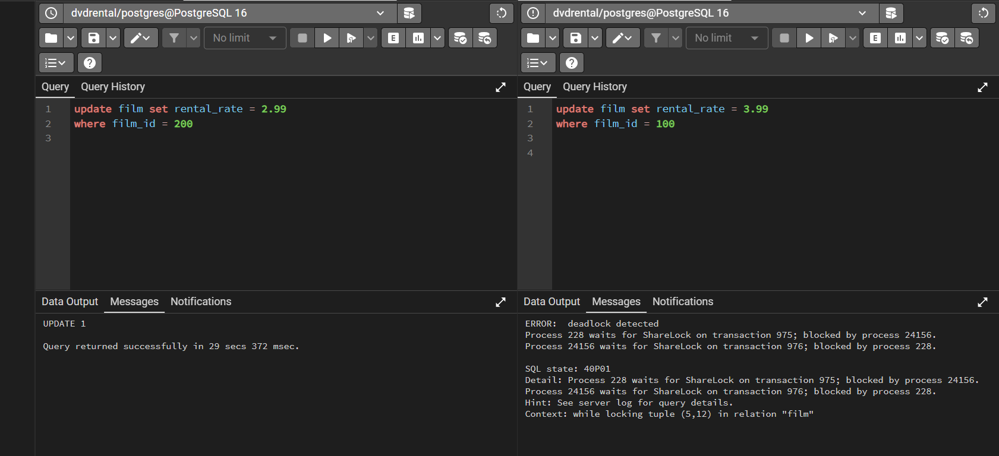 dvdrental/postgres@PostgreSQL 16
No limit
E
Query Query History
1 update film set rental_rate = 2.99
2 where film_id = 200
3
Data Output Messages Notifications
UPDATE 1
Query returned successfully in 29 secs 372 msec.
dvdrental/postgres@PostgreSQL 16
No limit
E
Query Query History
1 update film set rental_rate = 3.99
2 where film_id = 100
3
4
Data Output Messages Notifications
ERROR:  deadlock detected
Process 228 waits for ShareLock on transaction 975; blocked by process 24156.
Process 24156 waits for ShareLock on transaction 976; blocked by process 228.
SQL state: 40P01
Detail: Process 228 waits for ShareLock on transaction 975; blocked by process 24156.
Process 24156 waits for ShareLock on transaction 976; blocked by process 228.
Hint: See server log for query details.
Context: while locking tuple (5,12) in relation "film"